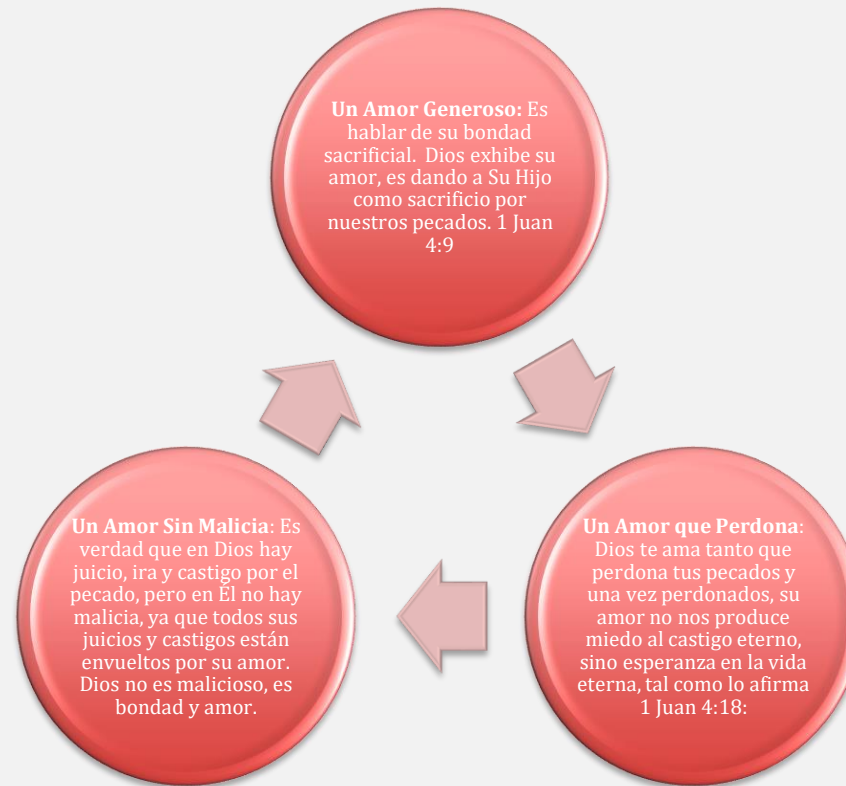 Un Amor Generoso: Es
hablar de su bondad
sacrificial. Dios exhibe su
amor, es dando a Su Hijo
como sacrificio por
nuestros pecados. 1 Juan
4:9
Un Amor que Perdona:
Dios te ama tanto que
perdona tus pecados y
una vez perdonados, su
amor no nos produce
miedo al castigo eterno,
sino esperanza en la vida
eterna, tal como lo afirma
1 Juan 4:18:
Un Amor Sin Malicia: Es
verdad que en Dios hay
juicio, ira y castigo por el
pecado, pero en Él no hay
malicia, ya que todos sus
juicios y castigos están
envueltos por su amor.
Dios no es malicioso, es
bondad y amor.